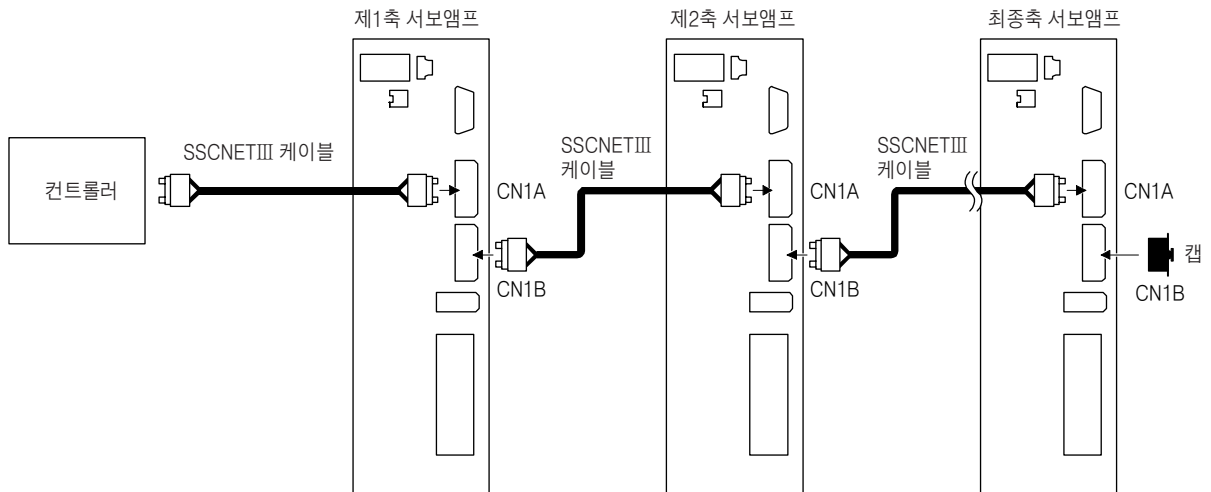 제1축 서보앰프
제2축 서보앰프
최종축 서보앰프
컨트롤러
SSCNETⅢ 케이블
SSCNETⅢ
케이블
SSCNETⅢ
케이블
CN1A
CN1A
CN1A
CN1B
CN1B
캡
CN1B